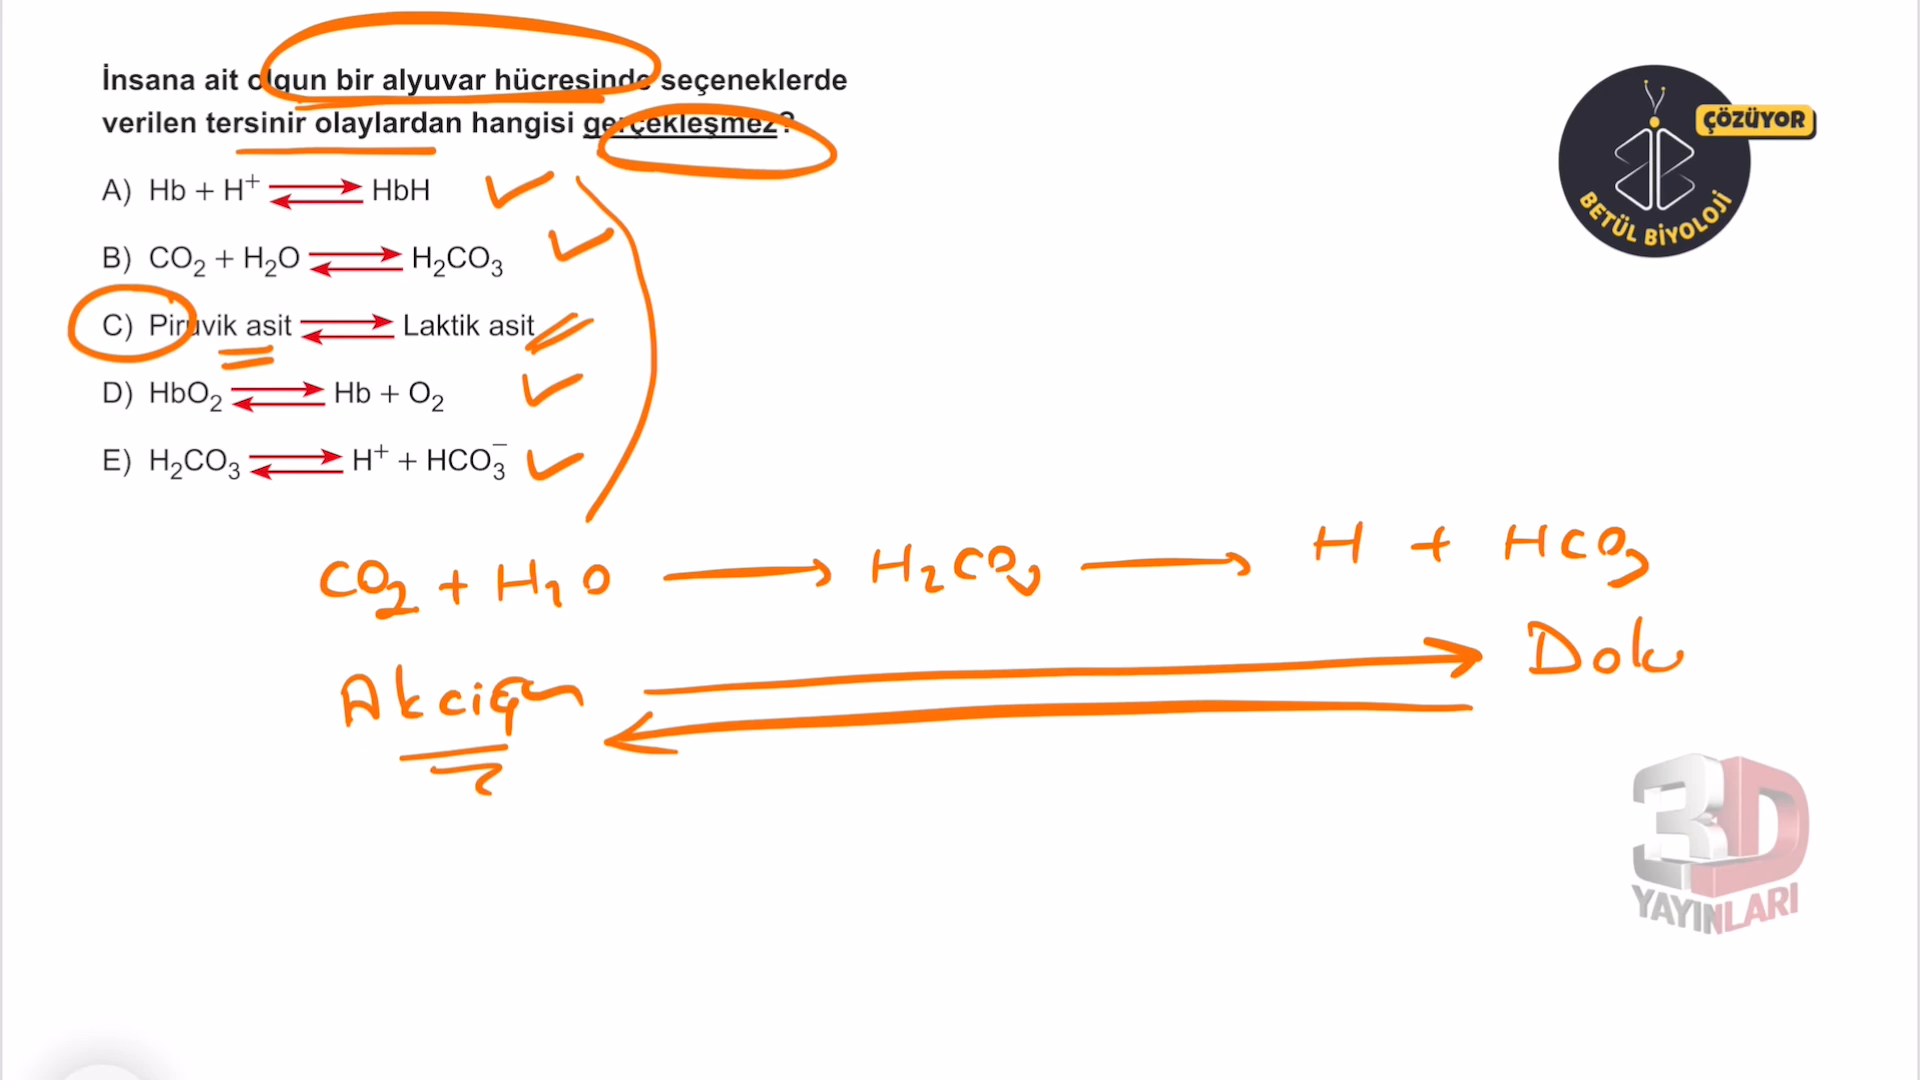 İnsana ait olgun bir alyuvar hücresinde seçeneklerde
verilen tersinir olaylardan hangisi gerçekleşmez?
A) Hb + H⁺ ⇄ HbH
B) CO₂ + H₂O ⇄ H₂CO₃
C) Piruvik asit ⇄ Laktik asit
D) HbO₂ ⇄ Hb + O₂
E) H₂CO₃ ⇄ H⁺ + HCO₃⁻
CO₂ + H₂O → H₂CO₃ → H + HCO₃
Akciğer
Doku
ÇÖZÜYOR
BETÜL BİYOLOJİ
3D
YAYINLARI